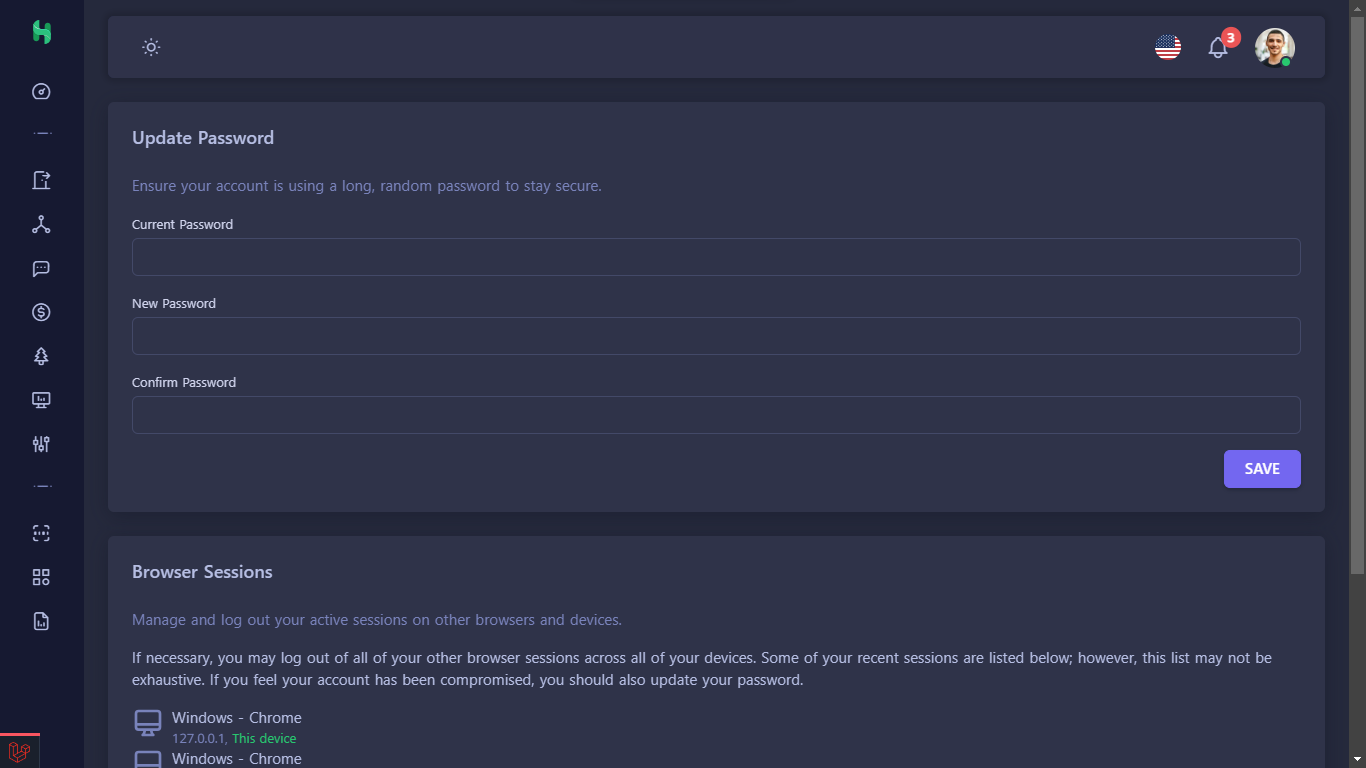 3
Update Password
Ensure your account is using a long, random password to stay secure.
Current Password
New Password
Confirm Password
SAVE
Browser Sessions
Manage and log out your active sessions on other browsers and devices.
If necessary, you may log out of all of your other browser sessions across all of your devices. Some of your recent sessions are listed below; however, this list may not be
exhaustive. If you feel your account has been compromised, you should also update your password.
Windows - Chrome
127.0.0.1, This device
Windows - Chrome